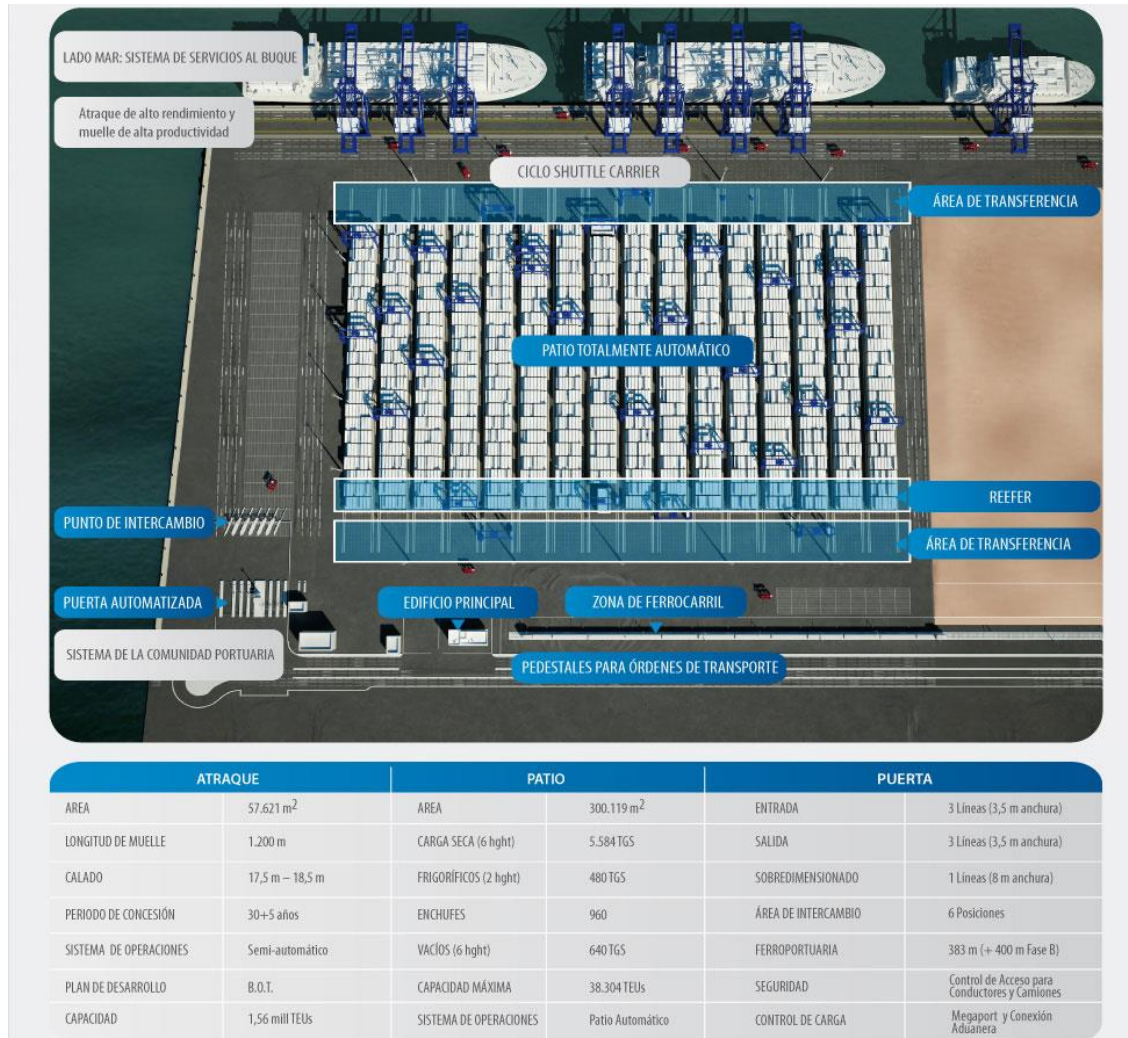 LADO MAR: SISTEMA DE SERVICIOS AL BUQUE
Atraque de alto rendimiento y
muelle de alta productividad
CICLO SHUTTLE CARRIER
ÁREA DE TRANSFERENCIA
PATIO TOTALMENTE AUTOMÁTICO
REEFER
PUNTO DE INTERCAMBIO
ÁREA DE TRANSFERENCIA
PUERTA AUTOMATIZADA
EDIFICIO PRINCIPAL
ZONA DE FERROCARRIL
SISTEMA DE LA COMUNIDAD PORTUARIA
PEDESTALES PARA ÓRDENES DE TRANSPORTE
ATRAQUE PATIO PUERTA
AREA 57.621 m2 AREA 300.119 m2 ENTRADA 3 Líneas (3,5 m anchura)
LONGITUD DE MUELLE 1.200 m CARGA SECA (6 hght) 5.584 TGS SALIDA 3 Líneas (3,5 m anchura)
CALADO 17,5 m – 18,5 m FRIGORÍFICOS (2 hght) 480 TGS SOBREDIMENSIONADO 1 Líneas (8 m anchura)
PERIODO DE CONCESIÓN 30+5 años ENCHUFES 960 ÁREA DE INTERCAMBIO 6 Posiciones
SISTEMA DE OPERACIONES Semi-automático VACÍOS (6 hght) 640 TGS FERROPORTUARIA 383 m (+ 400 m Fase B)
PLAN DE DESARROLLO B.O.T. CAPACIDAD MÁXIMA 38.304 TEUs SEGURIDAD Control de Acceso para
Conductores y Camiones
CAPACIDAD 1,56 mill TEUs SISTEMA DE OPERACIONES Patio Automático CONTROL DE CARGA Megaport y Conexión
Aduanera